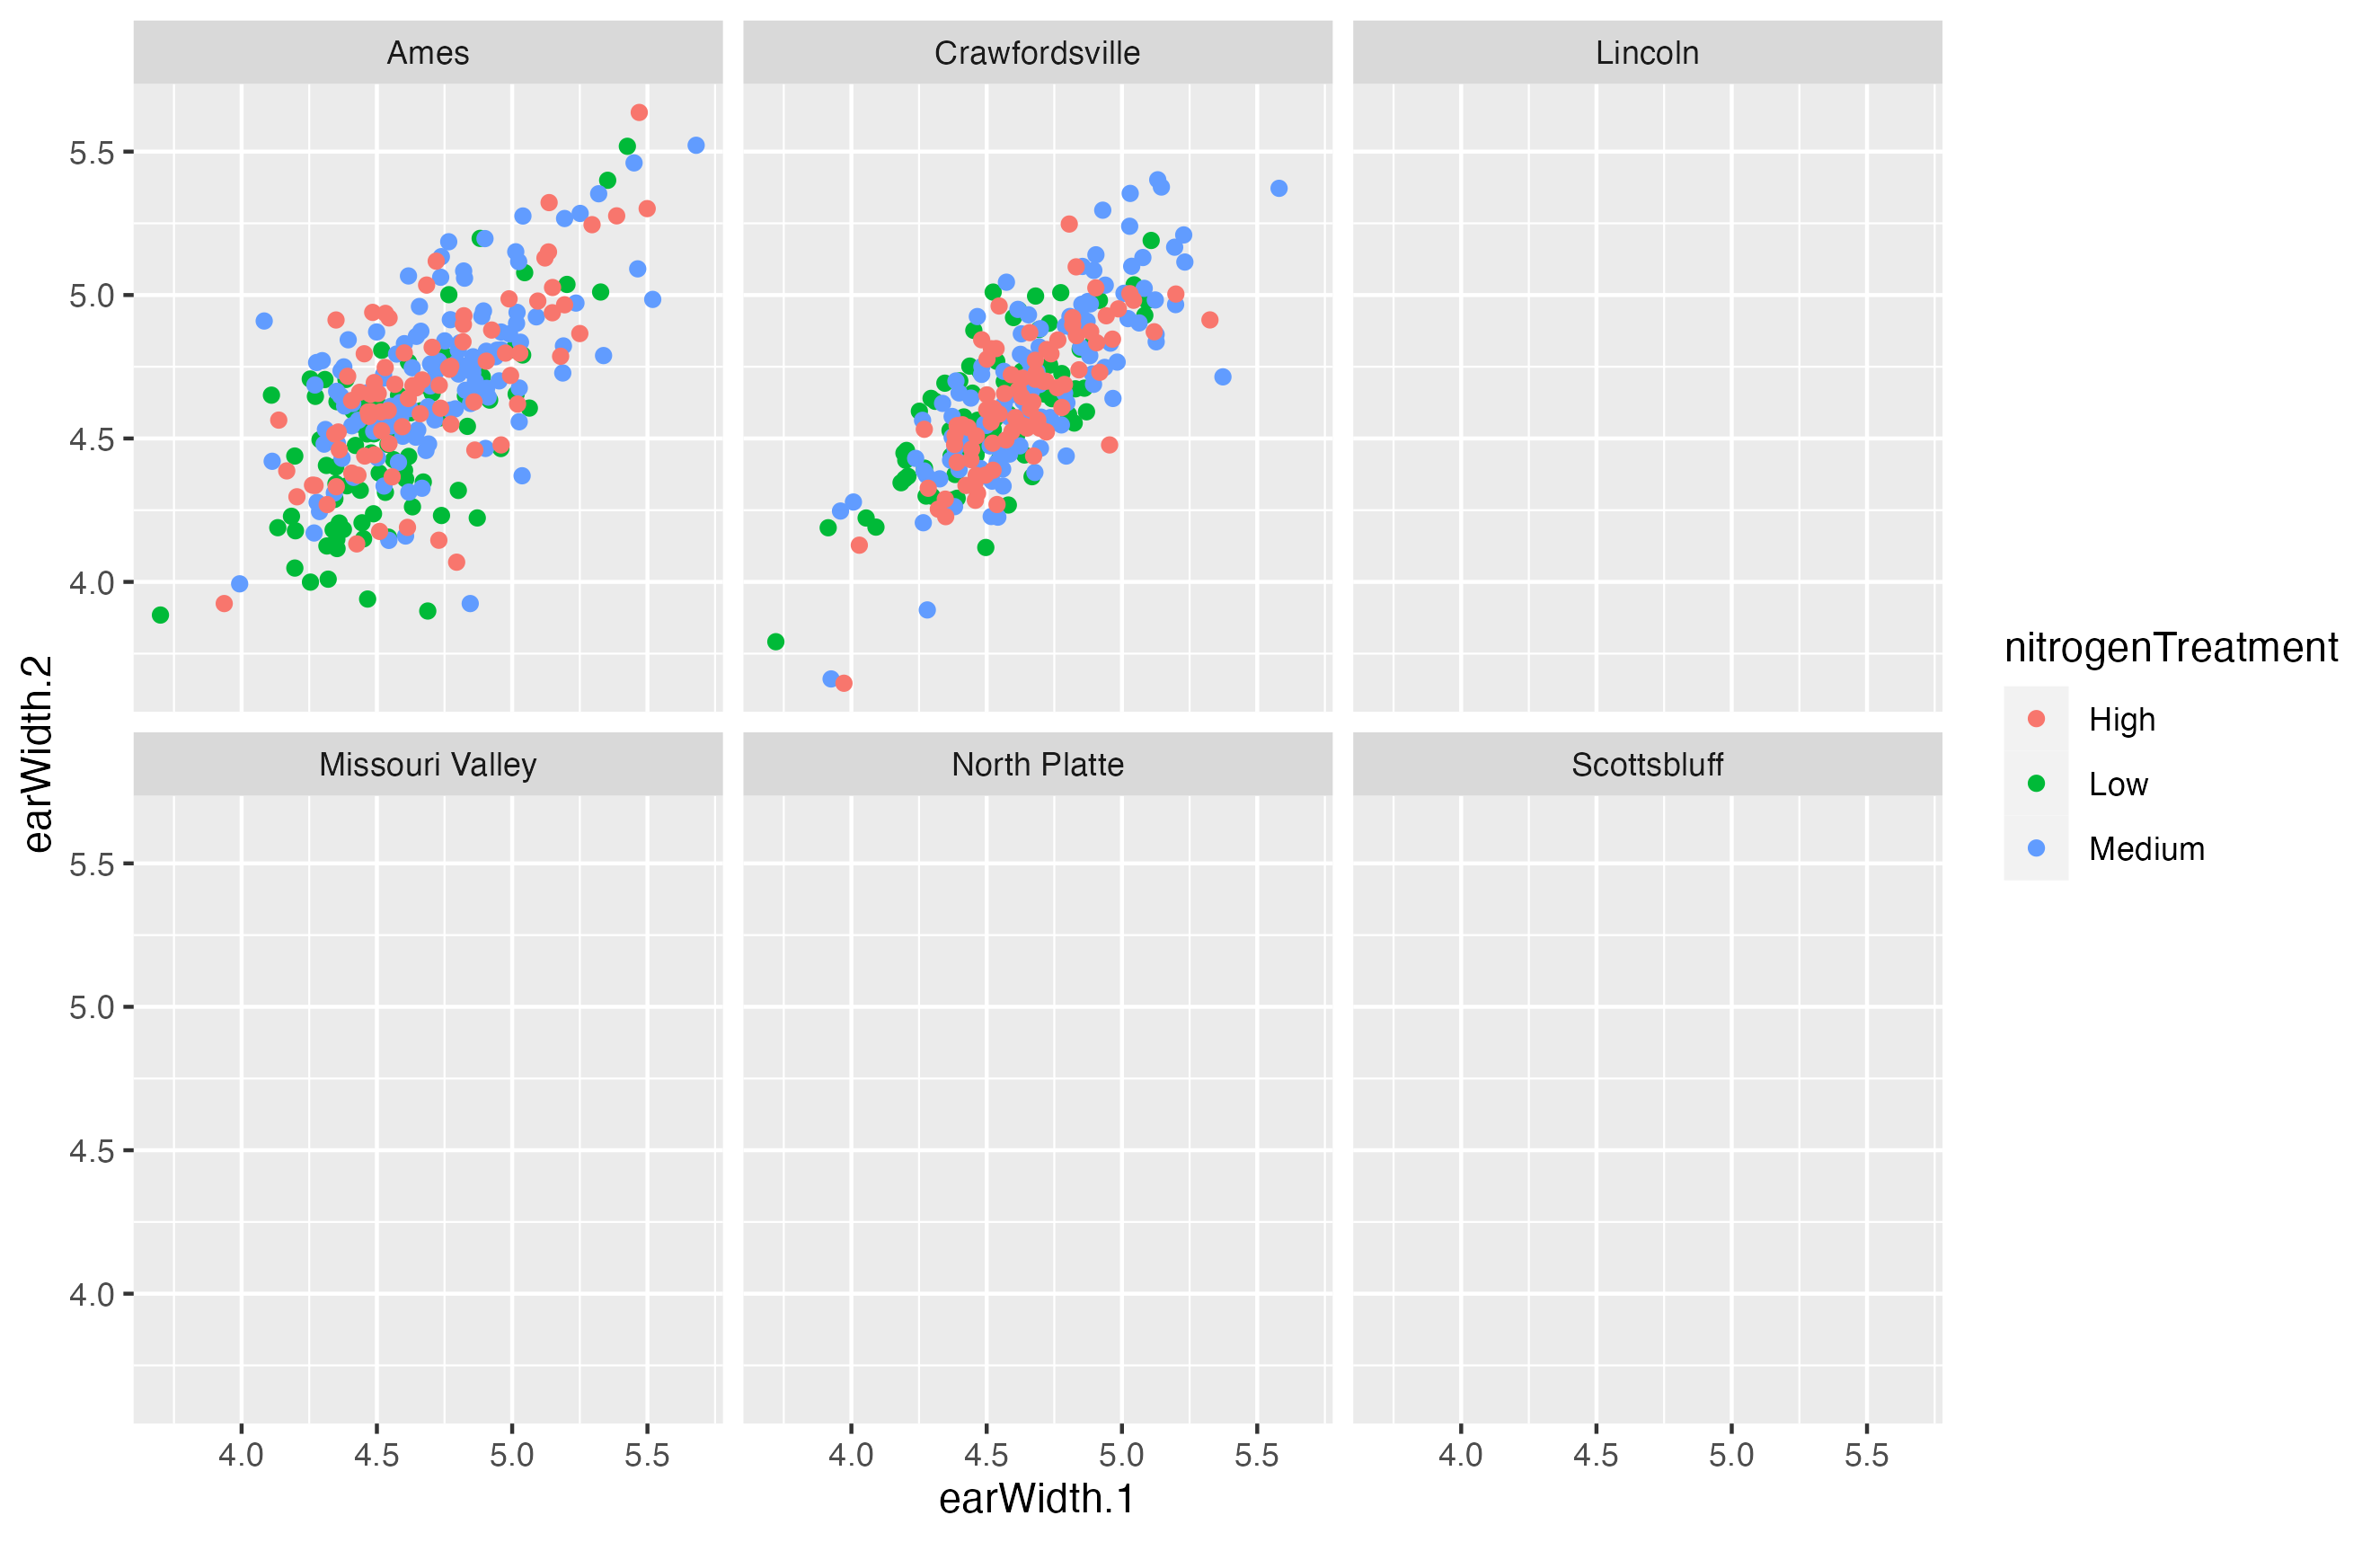 Ames
Crawfordsville
Lincoln
5.5
5.0
4.5
4.0
Missouri Valley
North Platte
Scottsbluff
5.5
5.0
4.5
4.0
4.0 4.5 5.0 5.5
4.0 4.5 5.0 5.5
4.0 4.5 5.0 5.5
earWidth.1
earWidth.2
nitrogenTreatment
High
Low
Medium